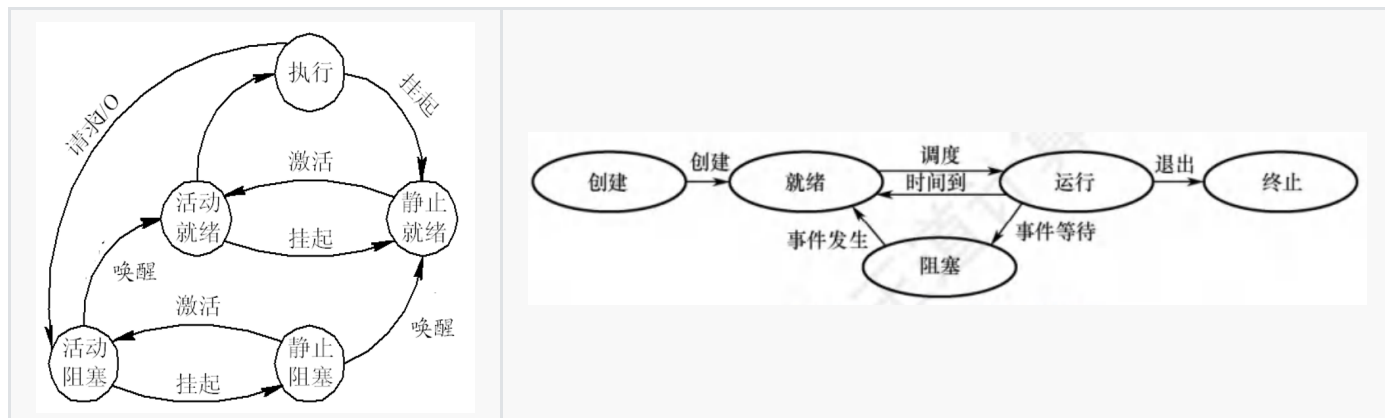 执行
请求I/O
挂起
激活
活动
就绪
静止
就绪
挂起
唤醒
激活
唤醒
活动
阻塞
静止
阻塞
挂起
创建
创建
就绪
调度
时间到
运行
退出
终止
事件发生
事件等待
阻塞